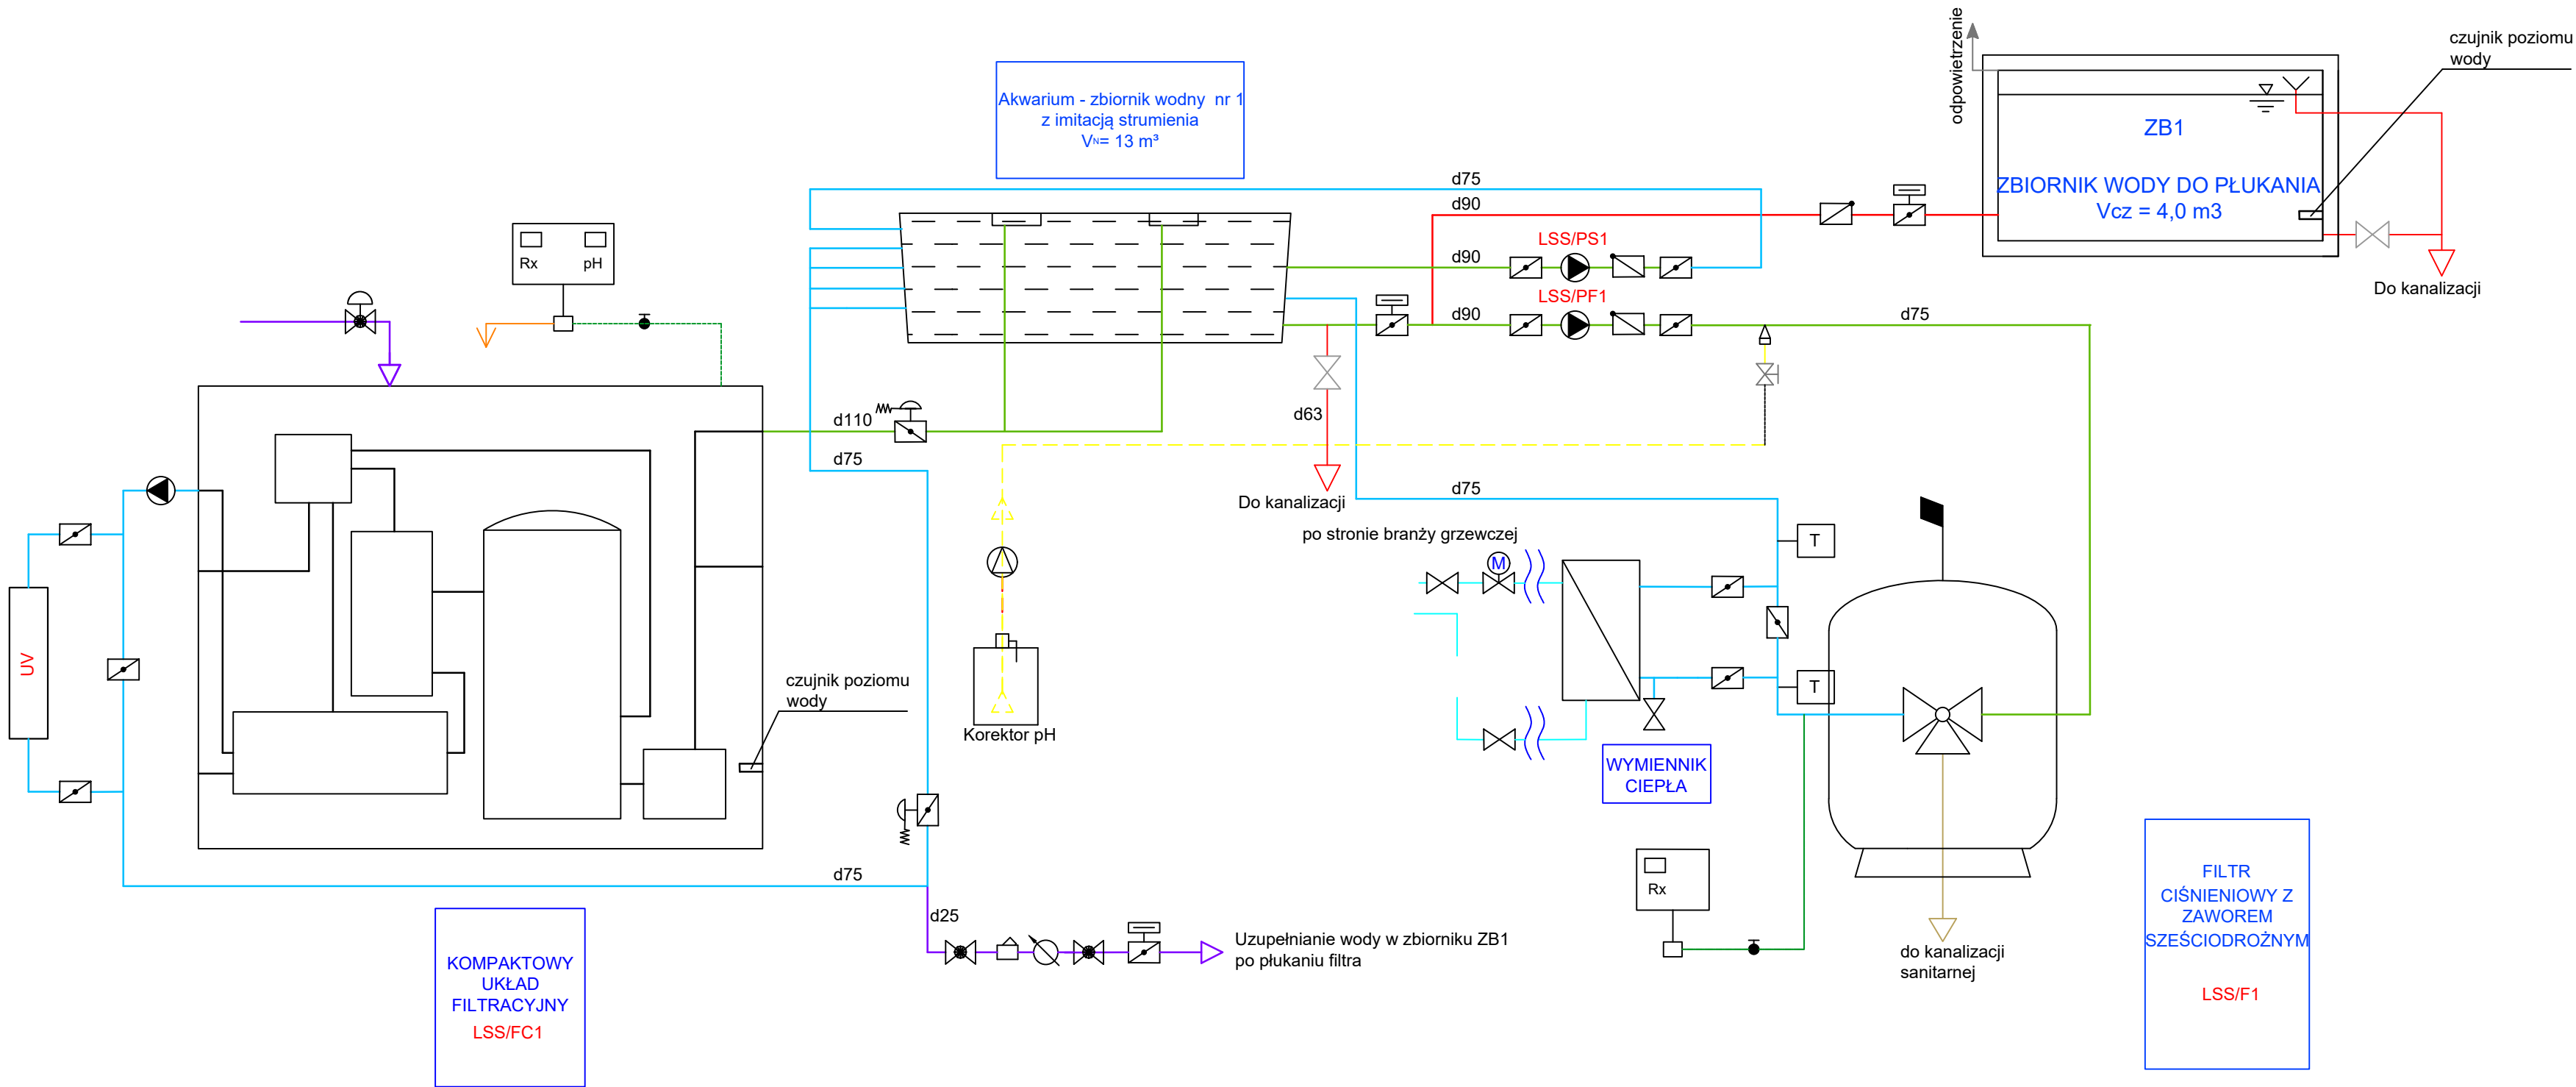 odpowietrzenie
czujnik poziomu
wody
Akwarium - zbiornik wodny nr 1
z imitacją strumienia
VN= 13 m³
ZB1
ZBIORNIK WODY DO PŁUKANIA
Vcz = 4,0 m3
d75
d90
LSS/PS1
d90
Rx
pH
LSS/PF1
d90
d75
Do kanalizacji
d110
d63
d75
d75
Do kanalizacji
po stronie branży grzewczej
M
T
UV
czujnik poziomu
wody
T
Korektor pH
WYMIENNIK
CIEPŁA
d75
Rx
FILTR
CIŚNIENIOWY Z
ZAWOREM
SZEŚCIODROŻNYM
LSS/F1
d25
Uzupełnianie wody w zbiorniku ZB1
po płukaniu filtra
do kanalizacji
sanitarnej
KOMPAKTOWY
UKŁAD
FILTRACYJNY
LSS/FC1